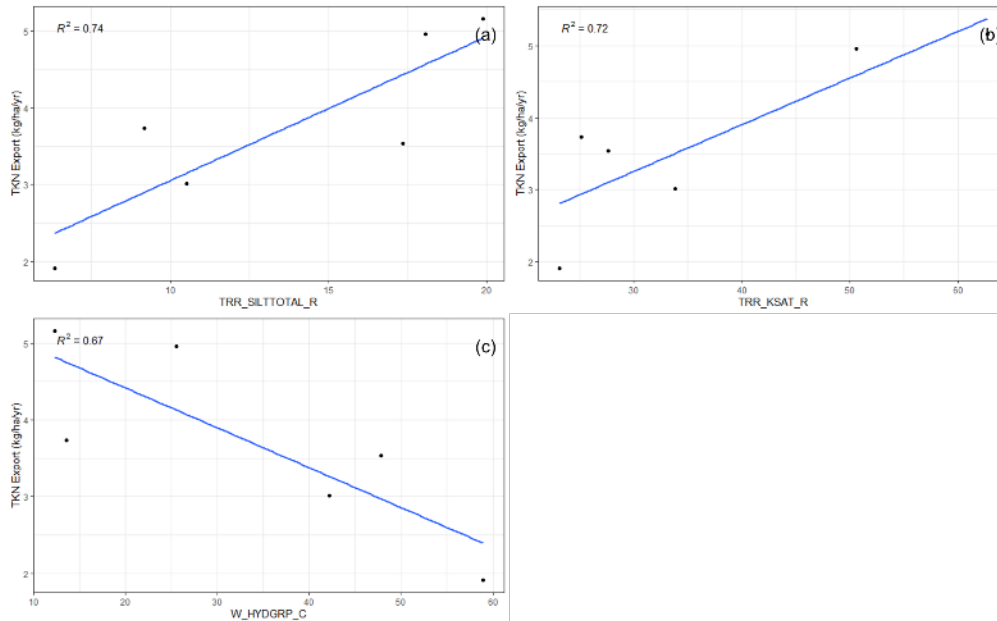 R² = 0.74
(a)
TKN Export (kg/ha/yr)
5
4
3
2
10
15
20
TRR_SILTTOTAL_R
R² = 0.72
(b)
TKN Export (kg/ha/yr)
5
4
3
2
30
40
50
60
TRR_KSAT_R
R² = 0.67
(c)
TKN Export (kg/ha/yr)
5
4
3
2
10
20
30
40
50
60
W_HYDGRP_C